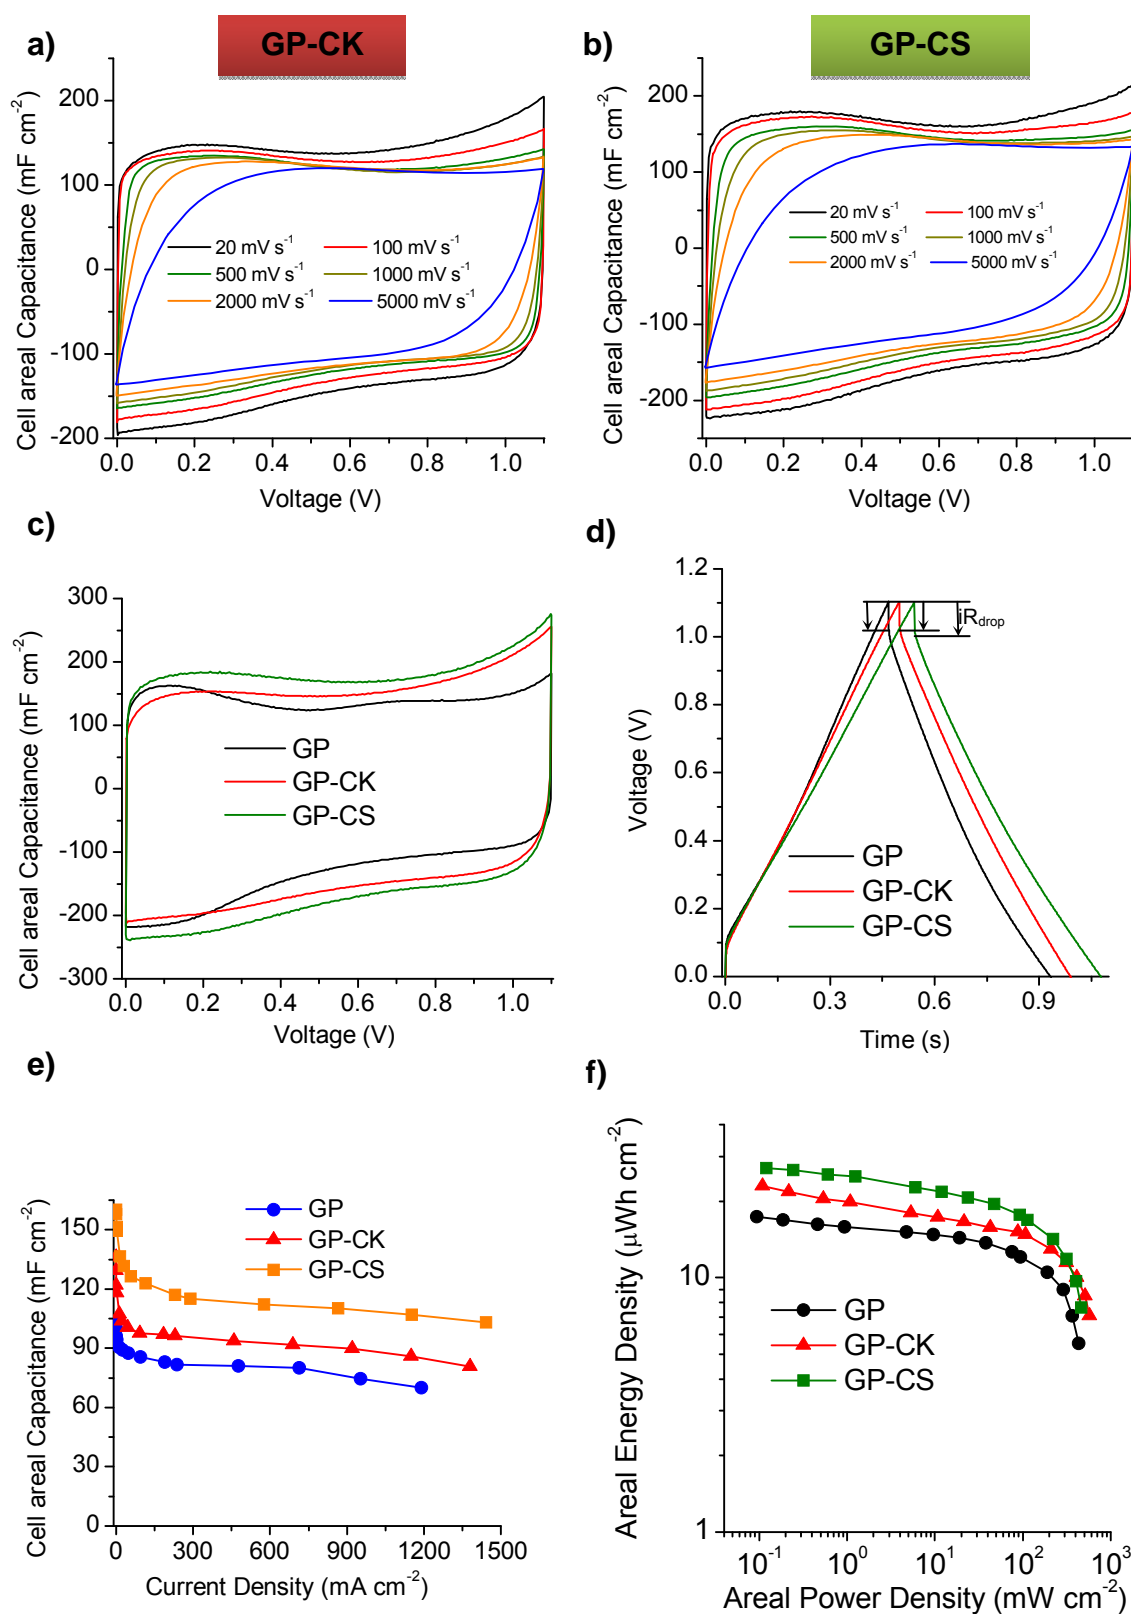 a)
GP-CK
b)
GP-CS
Cell areal Capacitance (mF cm⁻²)
200
100
0
-100
-200
20 mV s⁻¹
100 mV s⁻¹
500 mV s⁻¹
1000 mV s⁻¹
2000 mV s⁻¹
5000 mV s⁻¹
0.0 0.2 0.4 0.6 0.8 1.0
Voltage (V)
Cell areal Capacitance (mF cm⁻²)
200
100
0
-100
-200
20 mV s⁻¹
100 mV s⁻¹
500 mV s⁻¹
1000 mV s⁻¹
2000 mV s⁻¹
5000 mV s⁻¹
0.0 0.2 0.4 0.6 0.8 1.0
Voltage (V)
c)
Cell areal Capacitance (mF cm⁻²)
300
200
100
0
-100
-200
-300
GP
GP-CK
GP-CS
0.0 0.2 0.4 0.6 0.8 1.0
Voltage (V)
d)
Voltage (V)
1.2
1.0
0.8
0.6
0.4
0.2
0.0
iR_drop
GP
GP-CK
GP-CS
0.0 0.3 0.6 0.9
Time (s)
e)
Cell areal Capacitance (mF cm⁻²)
150
120
90
60
30
0
GP
GP-CK
GP-CS
0 300 600 900 1200 1500
Current Density (mA cm⁻²)
f)
Areal Energy Density (μWh cm⁻²)
10
1
GP
GP-CK
GP-CS
10⁻¹ 10⁰ 10¹ 10² 10³
Areal Power Density (mW cm⁻²)